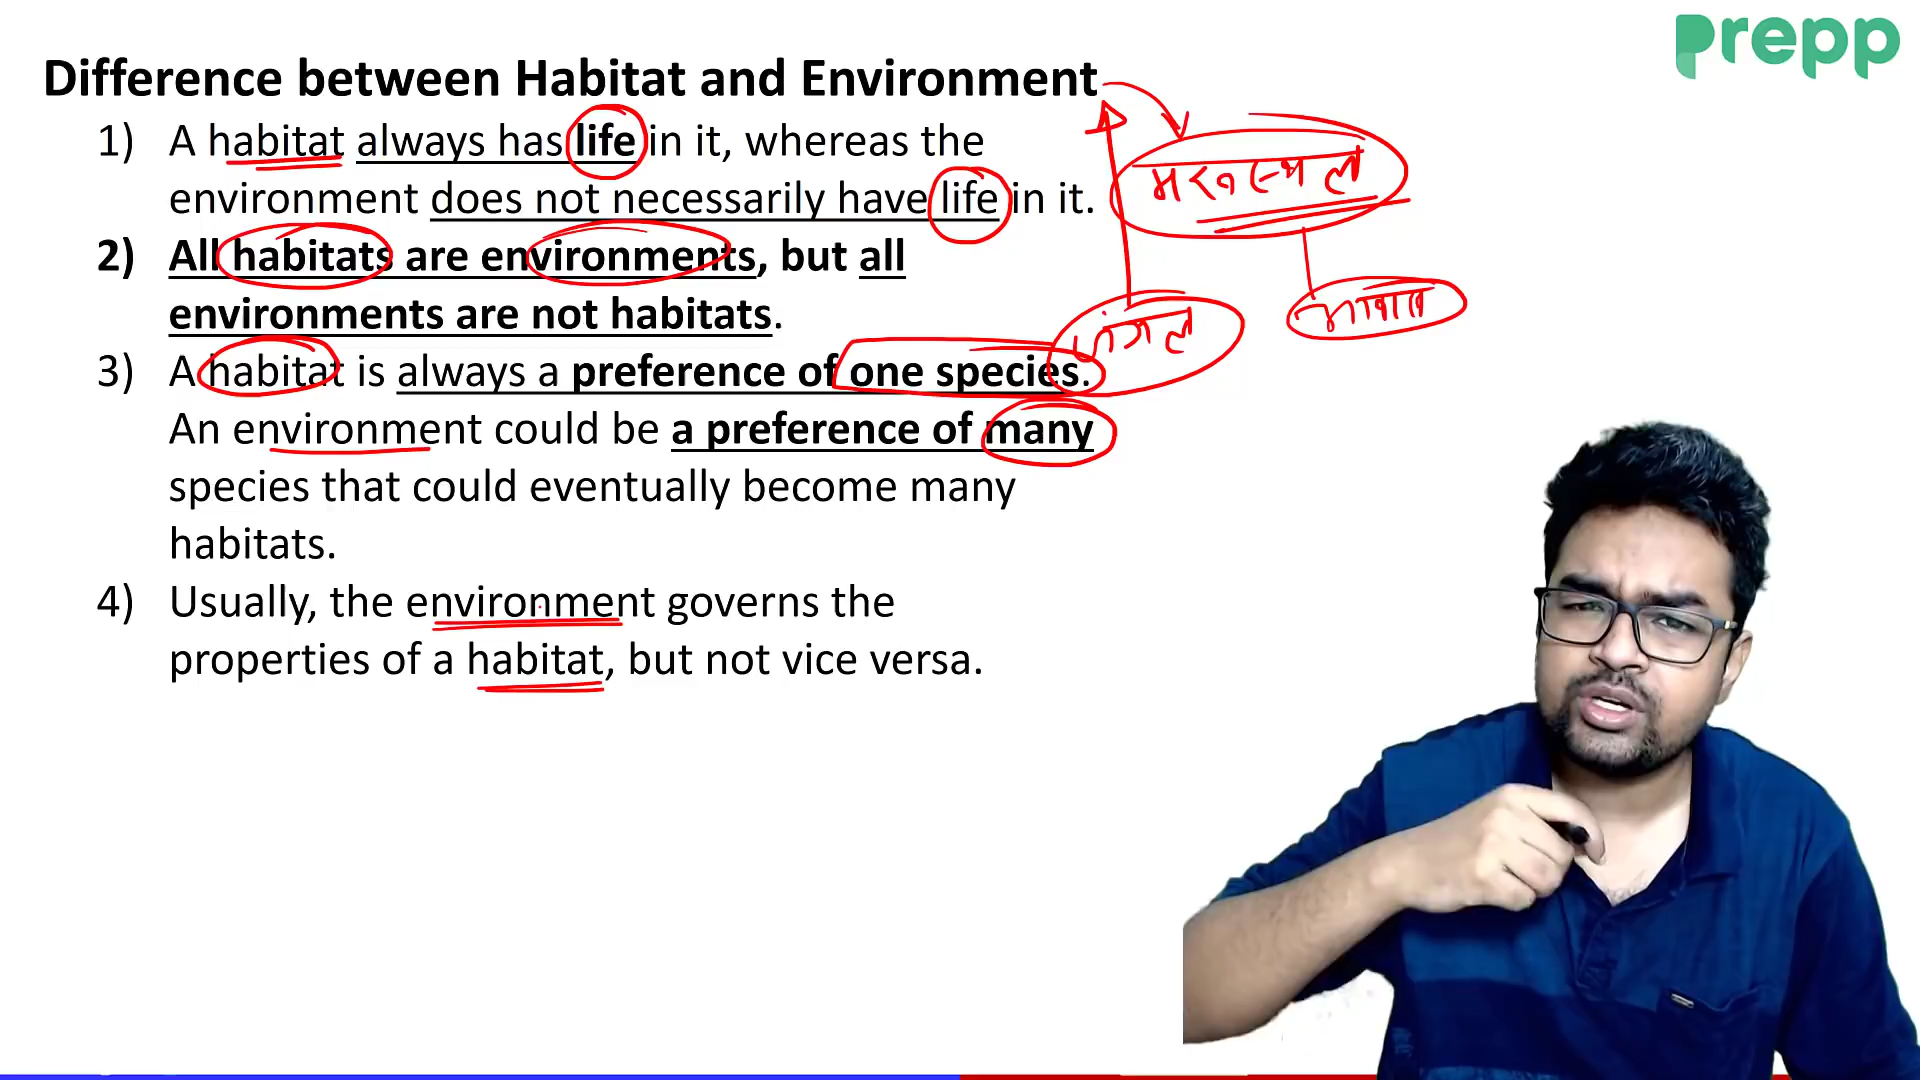 prepp
Difference between Habitat and Environment
1) A habitat always has life in it, whereas the
environment does not necessarily have life in it.
2) All habitats are environments, but all
environments are not habitats.
3) A habitat is always a preference of one species.
An environment could be a preference of many
species that could eventually become many
habitats.
4) Usually, the environment governs the
properties of a habitat, but not vice versa.
मरुस्थल
जंगल